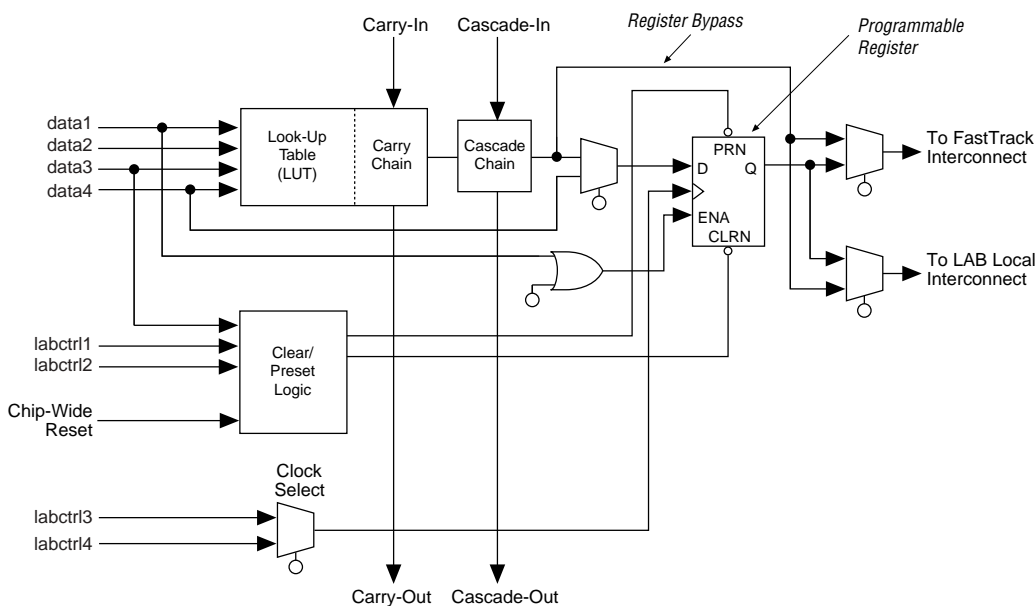 Carry-In
Cascade-In
Register Bypass
Programmable
Register
data1
data2
data3
data4
Look-Up
Table
(LUT)
Carry
Chain
Cascade
Chain
PRN
D
Q
ENA
CLRN
To FastTrack
Interconnect
To LAB Local
Interconnect
labctrl1
labctrl2
Clear/
Preset
Logic
Chip-Wide
Reset
Clock
Select
labctrl3
labctrl4
Carry-Out
Cascade-Out